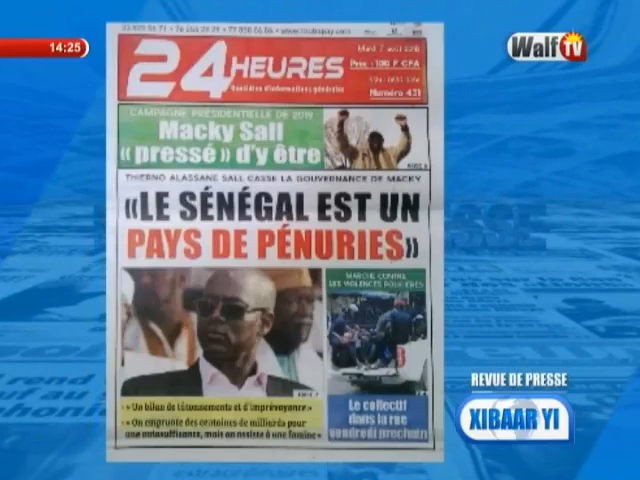 14:25
Walf TV
24 HEURES
Quotidien d'informations générales
Mardi 7 août 2018
Prix : 100 F CFA
Numéro 431
CAMPAGNE PRÉSIDENTIELLE DE 2019
Macky Sall
« pressé » d'y être
THIERNO ALASSANE SALL CASSE LA GOUVERNANCE DE MACKY
«LE SÉNÉGAL EST UN
PAYS DE PÉNURIES»
MARCHE CONTRE
LES VIOLENCES POLICIÈRES
- « Un bilan de tâtonnements et d'imprévoyance »
- « On emprunte des centaines de milliards pour
une autosuffisance, mais on assiste à une famine »
Le collectif
dans la rue
vendredi prochain
REVUE DE PRESSE
XIBAAR YI